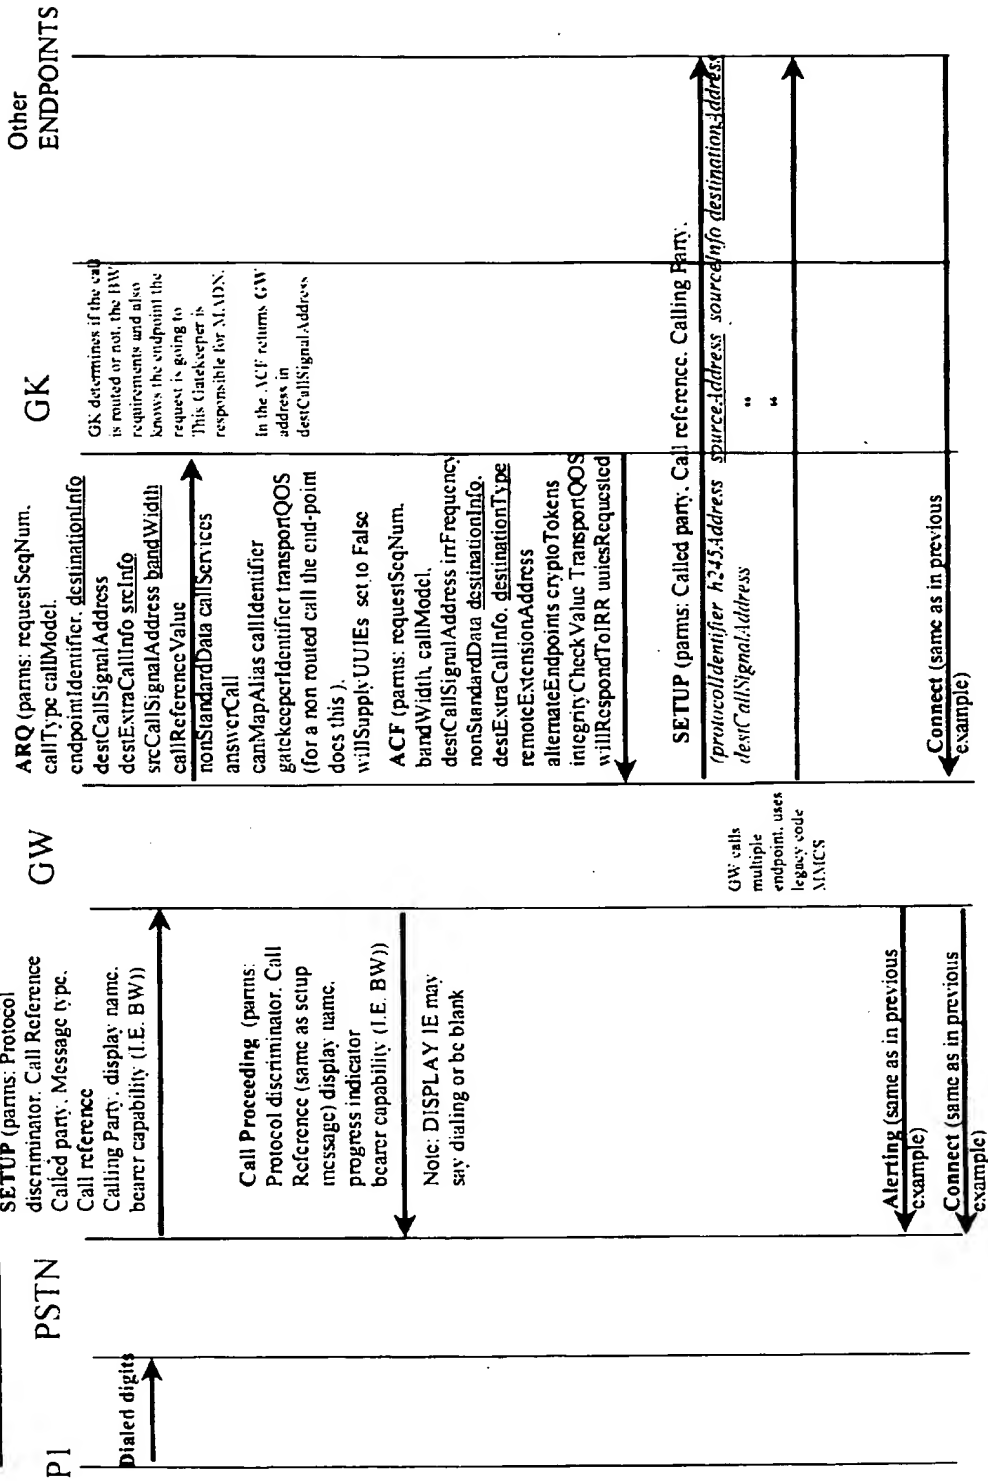 P1
PSTN
GW
GK
Other
ENDPOINTS
Dialed digits
SETUP (parms: Protocol
discriminator. Call Reference
Called party. Message type.
Call reference
Calling Party. display name.
bearer capability (I.E. BW))
Call Proceeding (parms:
Protocol discriminator. Call
Reference (same as setup
message) display name.
progress indicator
bearer capability (I.E. BW))
Note: DISPLAY IE may
say dialing or be blank
Alerting (same as in previous
example)
Connect (same as in previous
example)
ARQ (parms: requestSeqNum.
callType callModel.
endpointIdentifier. destinationInfo
destCallSignalAddress
destExtraCallInfo srcInfo
srcCallSignalAddress bandWidth
callReferenceValue
nonStandardData callServices
answerCall
canMapAlias callIdentifier
gatekeeperIdentifier transportQOS
(for a non routed call the end-point
does this ).
willSupplyUUIEs set to False
ACF (parms: requestSeqNum.
bandWidth. callModel.
destCallSignalAddress irrFrequency
nonStandardData destinationInfo.
destExtraCallInfo. destinationType
remoteExtensionAddress
alternateEndpoints cryptoTokens
integrityCheckValue TransportQOS
willRespondToIRR uuiesRequested
GK determines if the call
is routed or not. the BW
requirements and also
knows the endpoint the
request is going to
This Gatekeeper is
responsible for MADN.
In the ACF returns GW
address in
destCallSignalAddress
SETUP (parms: Called party. Call reference. Calling Party.
(protocolIdentifier h245Address sourceAddress sourceInfo destinationAddress
destCallSignalAddress "
"
GW calls
multiple
endpoint. uses
legacy code
MMCS
Connect (same as in previous
example)